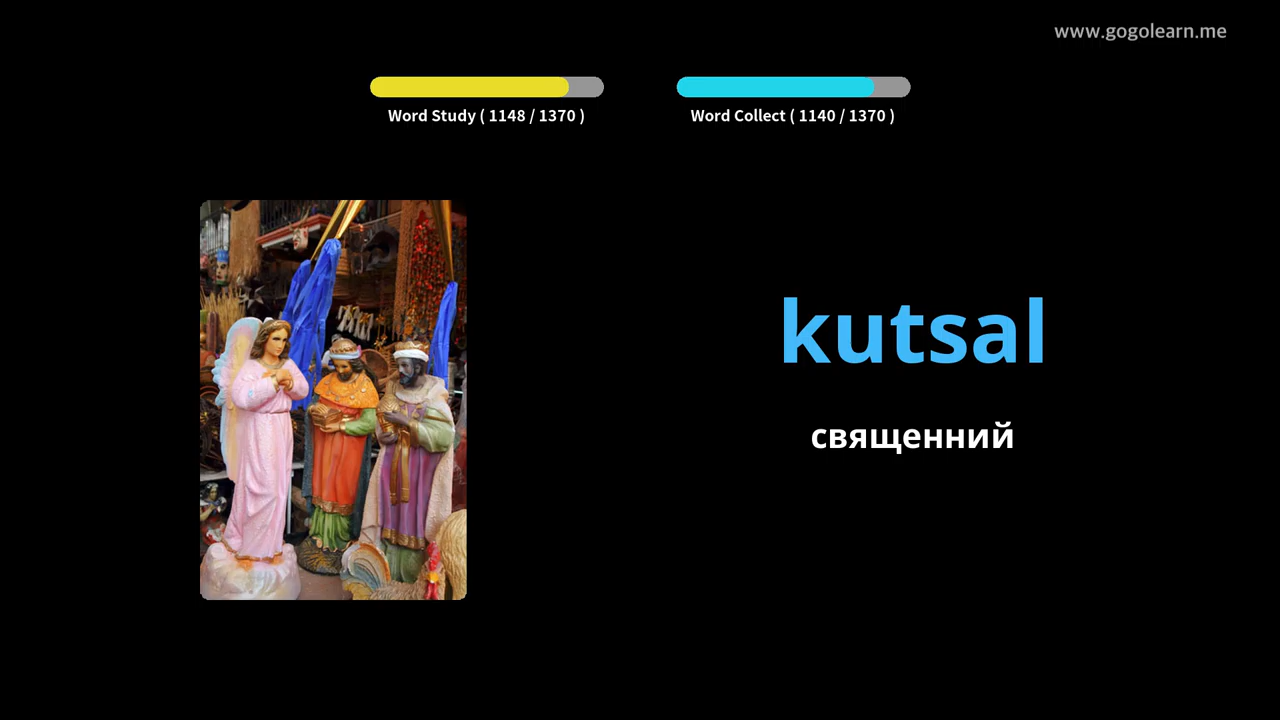 www.gogolearn.me
Word Study ( 1148 / 1370 )
Word Collect ( 1140 / 1370 )
kutsal
священний